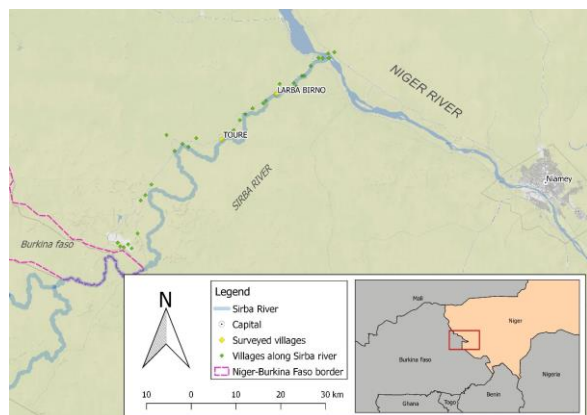 NIGER RIVER
LARBA BIRNO
TOURE
SIRBA RIVER
Niamey
Burkina faso
N
10 0 10 20 30 km
Legend
Sirba River
Capital
Surveyed villages
Villages along Sirba river
Niger-Burkina Faso border
Mali
Niger
Burkina Faso
Benin
Nigeria
Ghana
Togo